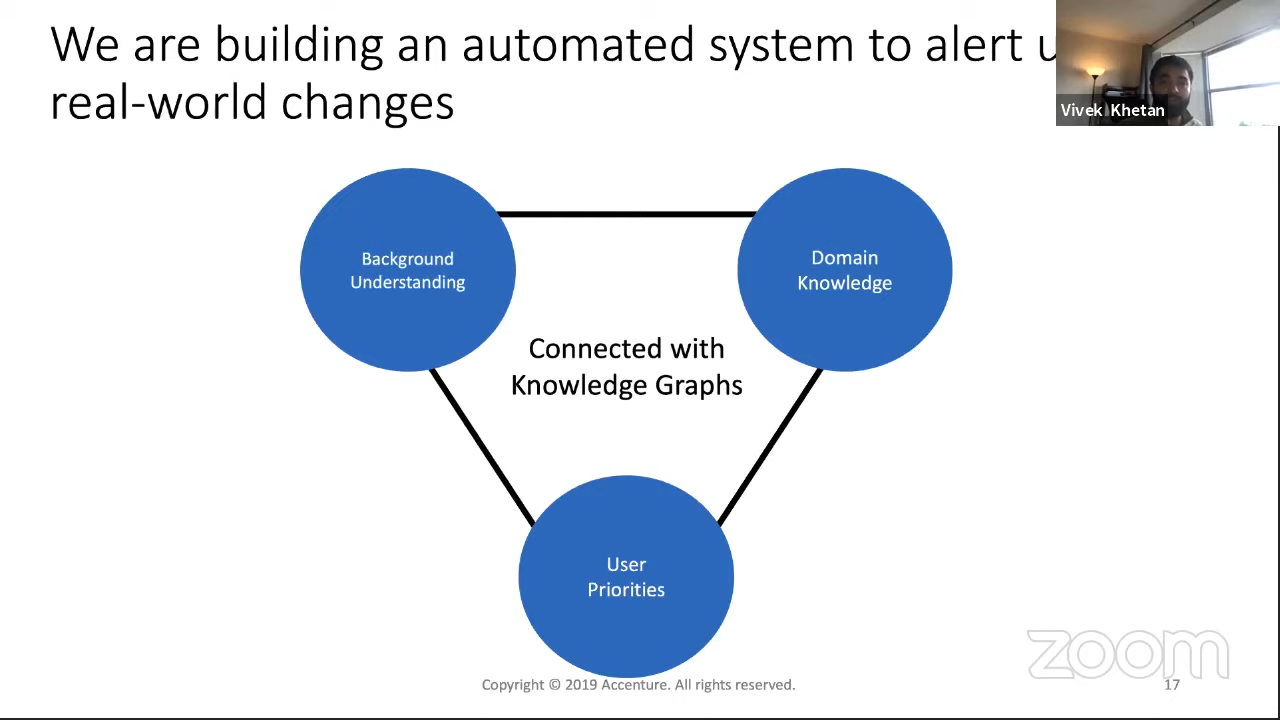 We are building an automated system to alert u
real-world changes
Vivek Khetan
Background
Understanding
Domain
Knowledge
Connected with
Knowledge Graphs
User
Priorities
zoom
Copyright © 2019 Accenture. All rights reserved.
17